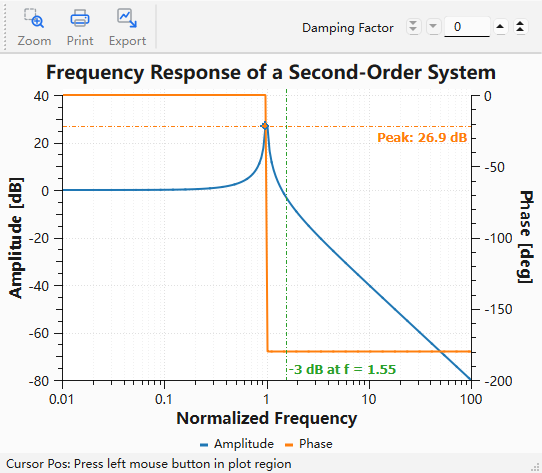 Zoom Print Export Damping Factor 0
Frequency Response of a Second-Order System
Amplitude [dB]
40
20
0
-20
-40
-60
-80
Peak: 26.9 dB
-3 dB at f = 1.55
0
-50
-100
-150
-200
Phase [deg]
0.01 0.1 1 10 100
Normalized Frequency
Amplitude Phase
Cursor Pos: Press left mouse button in plot region